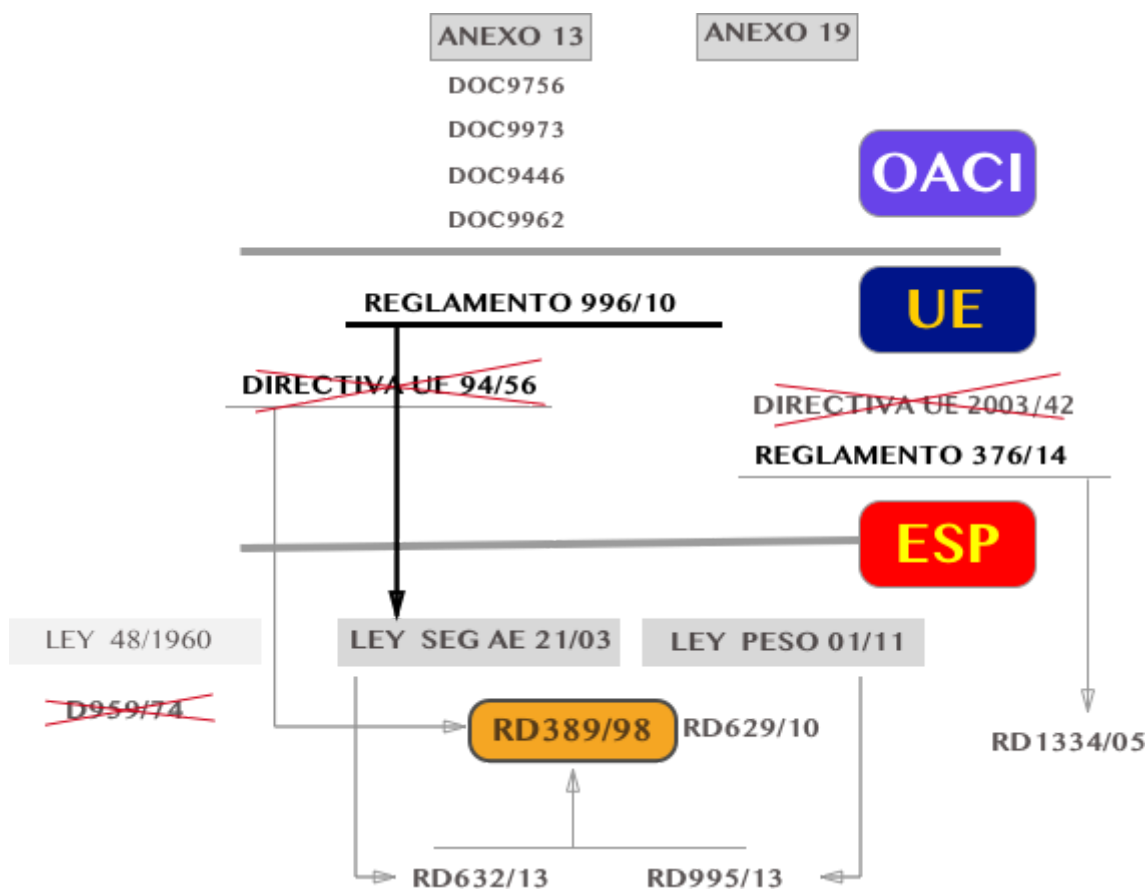 ANEXO 13
ANEXO 19
DOC9756
DOC9973
DOC9446
DOC9962
OACI
REGLAMENTO 996/10
UE
DIRECTIVA UE 94/56
DIRECTIVA UE 2003/42
REGLAMENTO 376/14
ESP
LEY 48/1960
LEY SEG AE 21/03
LEY PESO 01/11
D959/74
RD389/98
RD629/10
RD1334/05
RD632/13
RD995/13